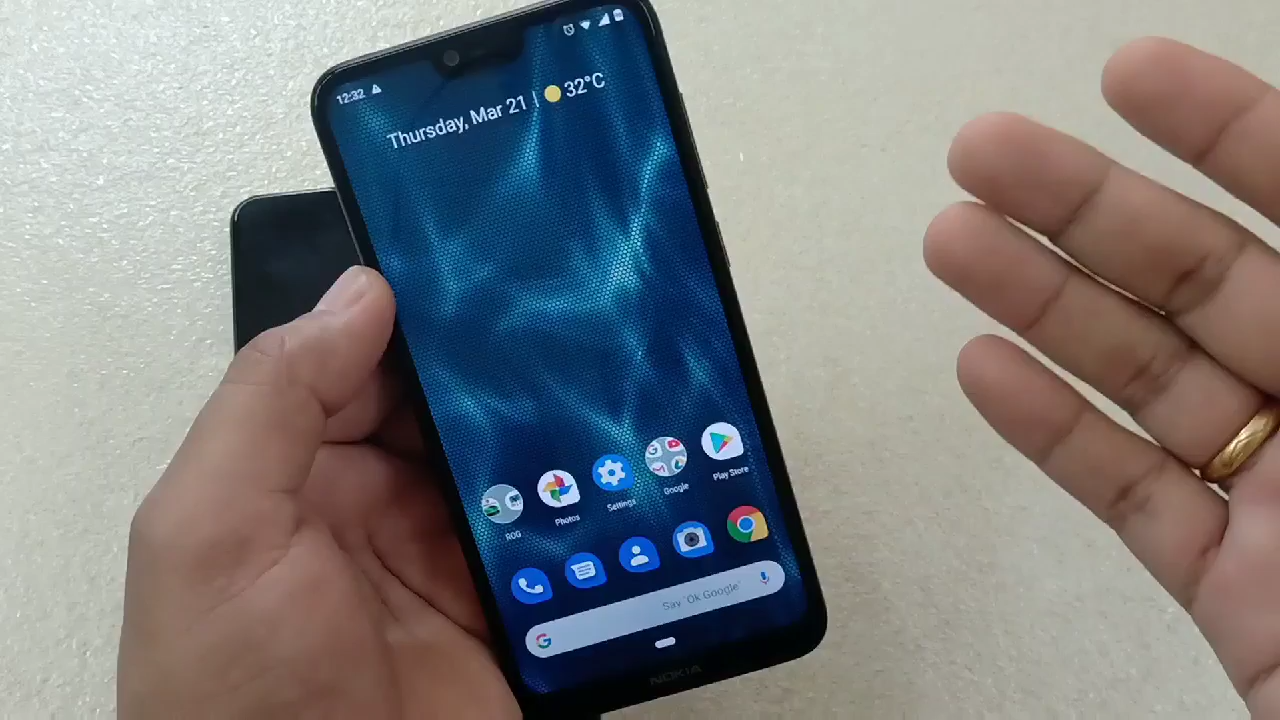 12:32
Thursday, Mar 21 | 32°C
ROG
Photos
Settings
Google
Play Store
Say "Ok Google"
NOKIA